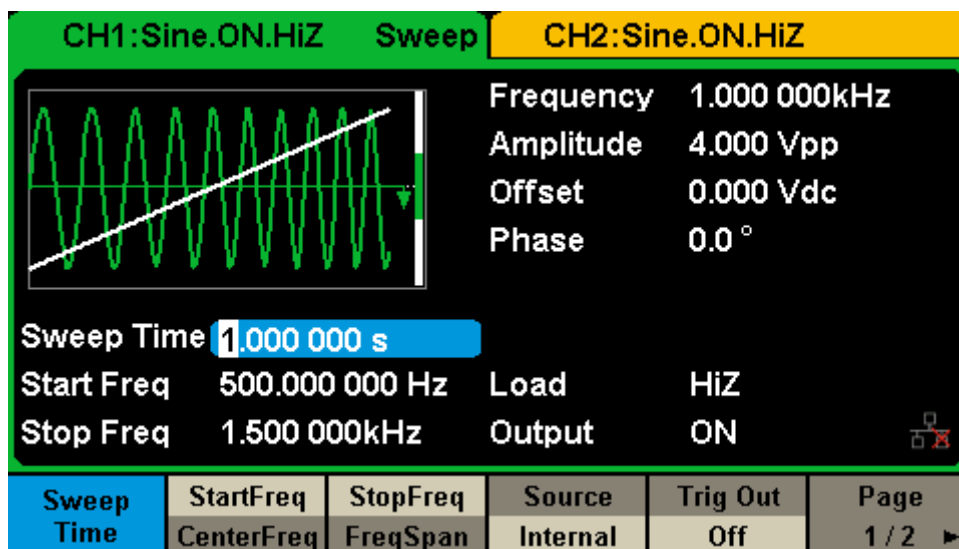 CH1:Sine.ON.HiZ Sweep CH2:Sine.ON.HiZ
Frequency 1.000 000kHz
Amplitude 4.000 Vpp
Offset 0.000 Vdc
Phase 0.0 °
Sweep Time 1.000 000 s
Start Freq 500.000 000 Hz Load HiZ
Stop Freq 1.500 000kHz Output ON
Sweep Time StartFreq CenterFreq StopFreq FreqSpan Source Internal Trig Out Off Page 1/2